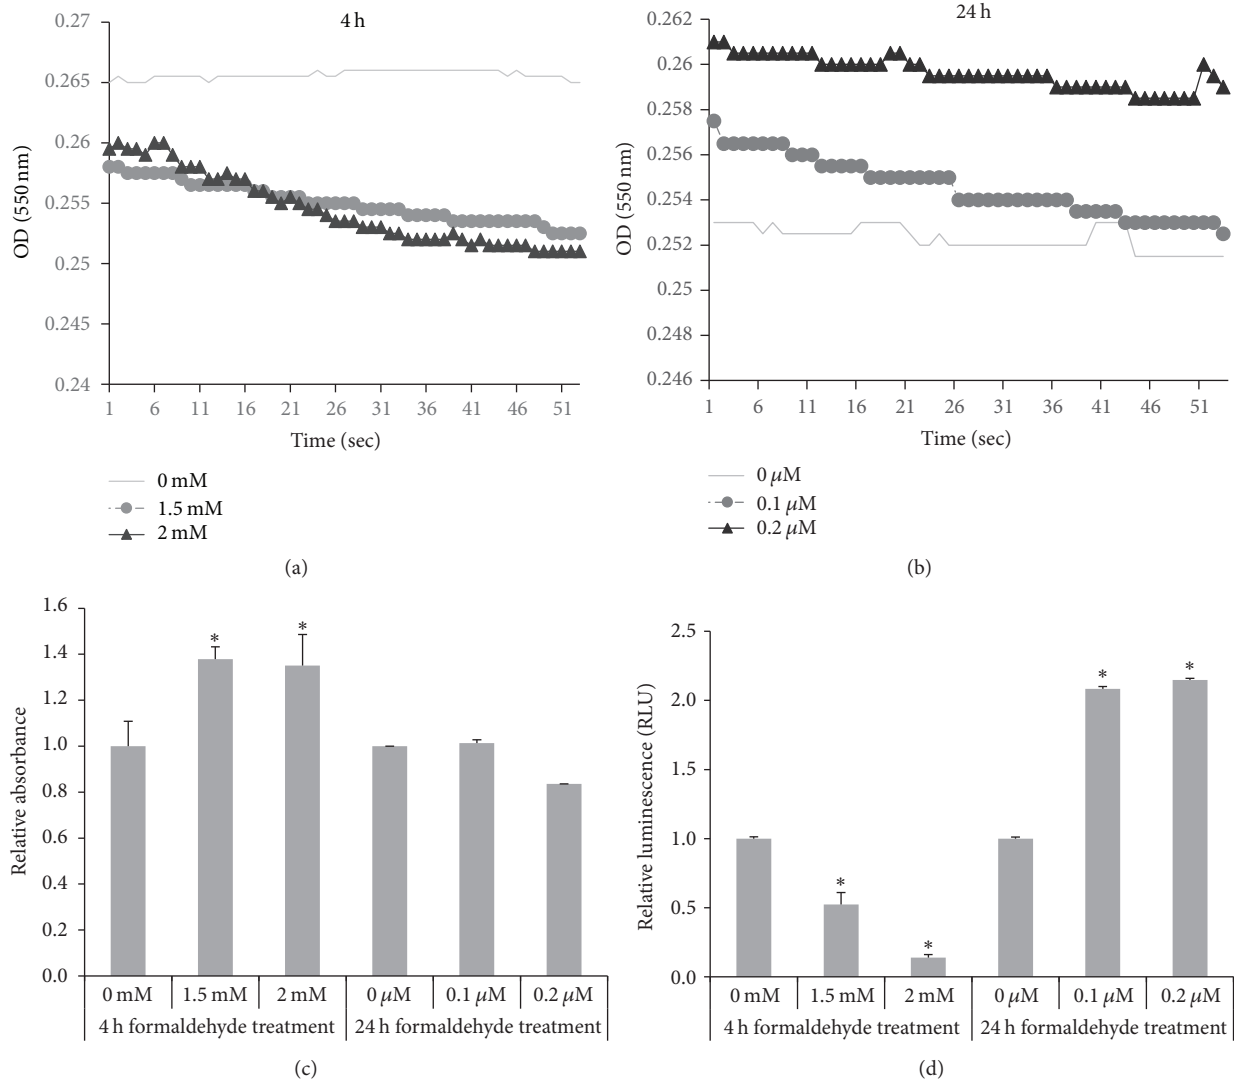 4 h
0.27
0.265
0.26
0.255
0.25
0.245
0.24
OD (550 nm)
1 6 11 16 21 26 31 36 41 46 51
Time (sec)
0 mM
1.5 mM
2 mM
(a)
24 h
0.262
0.26
0.258
0.256
0.254
0.252
0.25
0.248
0.246
OD (550 nm)
1 6 11 16 21 26 31 36 41 46 51
Time (sec)
0 μM
0.1 μM
0.2 μM
(b)
1.6
1.4
1.2
1.0
0.8
0.6
0.4
0.2
0.0
Relative absorbance
* *
0 mM 1.5 mM 2 mM 0 μM 0.1 μM 0.2 μM
4 h formaldehyde treatment 24 h formaldehyde treatment
(c)
2.5
2.0
1.5
1.0
0.5
0.0
Relative luminescence (RLU)
* * * *
0 mM 1.5 mM 2 mM 0 μM 0.1 μM 0.2 μM
4 h formaldehyde treatment 24 h formaldehyde treatment
(d)